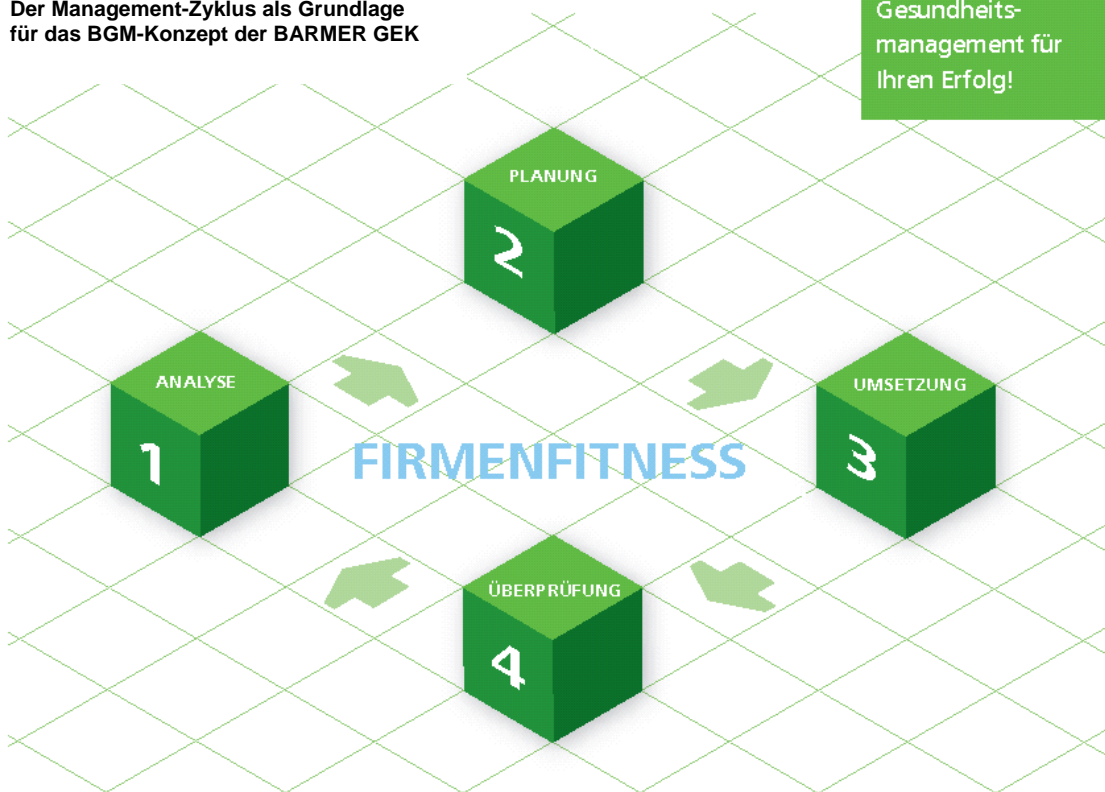 Der Management-Zyklus als Grundlage
für das BGM-Konzept der BARMER GEK
Gesundheits-
management für
Ihren Erfolg!
PLANUNG
2
ANALYSE
1
UMSETZUNG
3
FIRMENFITNESS
ÜBERPRÜFUNG
4